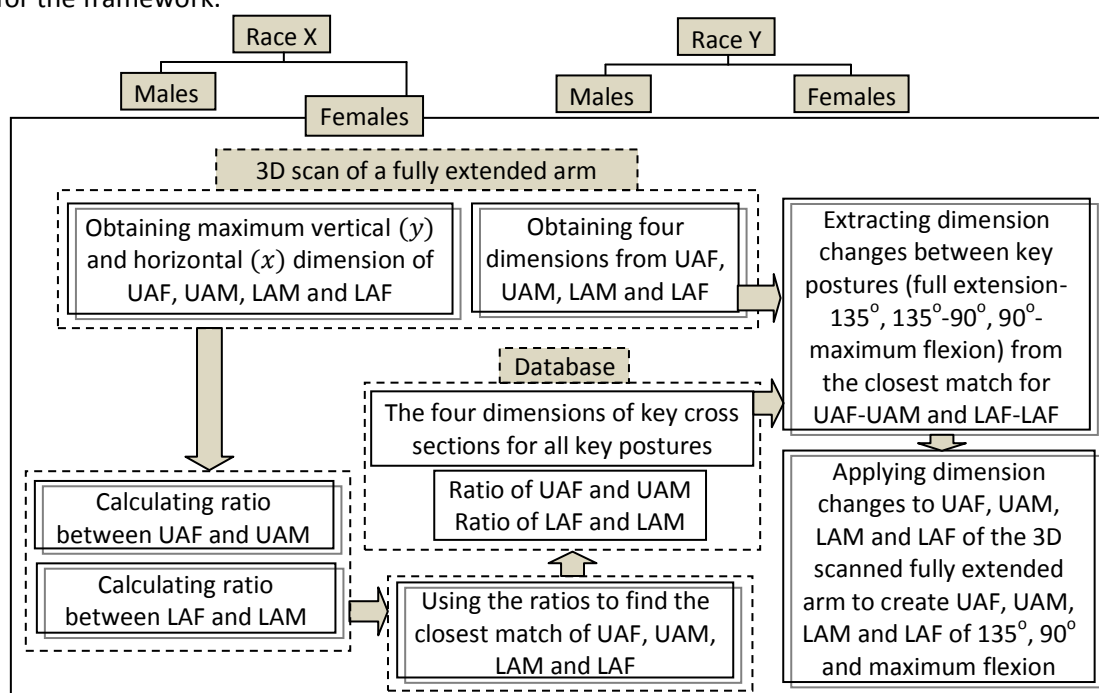 for the framework.
Race X
Race Y
Males
Females
Males
Females
3D scan of a fully extended arm
Obtaining maximum vertical (y)
and horizontal (x) dimension of
UAF, UAM, LAM and LAF
Obtaining four
dimensions from UAF,
UAM, LAM and LAF
Extracting dimension
changes between key
postures (full extension-
135°, 135°-90°, 90°-
maximum flexion) from
the closest match for
UAF-UAM and LAF-LAF
Database
The four dimensions of key cross
sections for all key postures
Ratio of UAF and UAM
Ratio of LAF and LAM
Calculating ratio
between UAF and UAM
Calculating ratio
between LAF and LAM
Using the ratios to find the
closest match of UAF, UAM,
LAM and LAF
Applying dimension
changes to UAF, UAM,
LAM and LAF of the 3D
scanned fully extended
arm to create UAF, UAM,
LAM and LAF of 135°, 90°
and maximum flexion